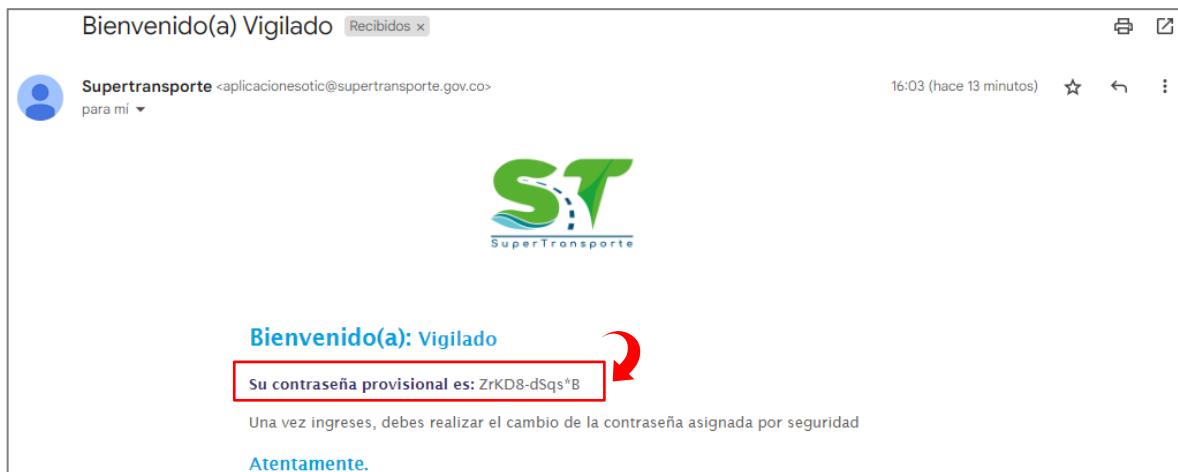 Bienvenido(a) Vigilado Recibidos x
Supertransporte <aplicacionesotic@supertransporte.gov.co> 16:03 (hace 13 minutos)
para mí
ST
SuperTransporte
Bienvenido(a): Vigilado
Su contraseña provisional es: ZrKD8-dSqs*B
Una vez ingreses, debes realizar el cambio de la contraseña asignada por seguridad
Atentamente.